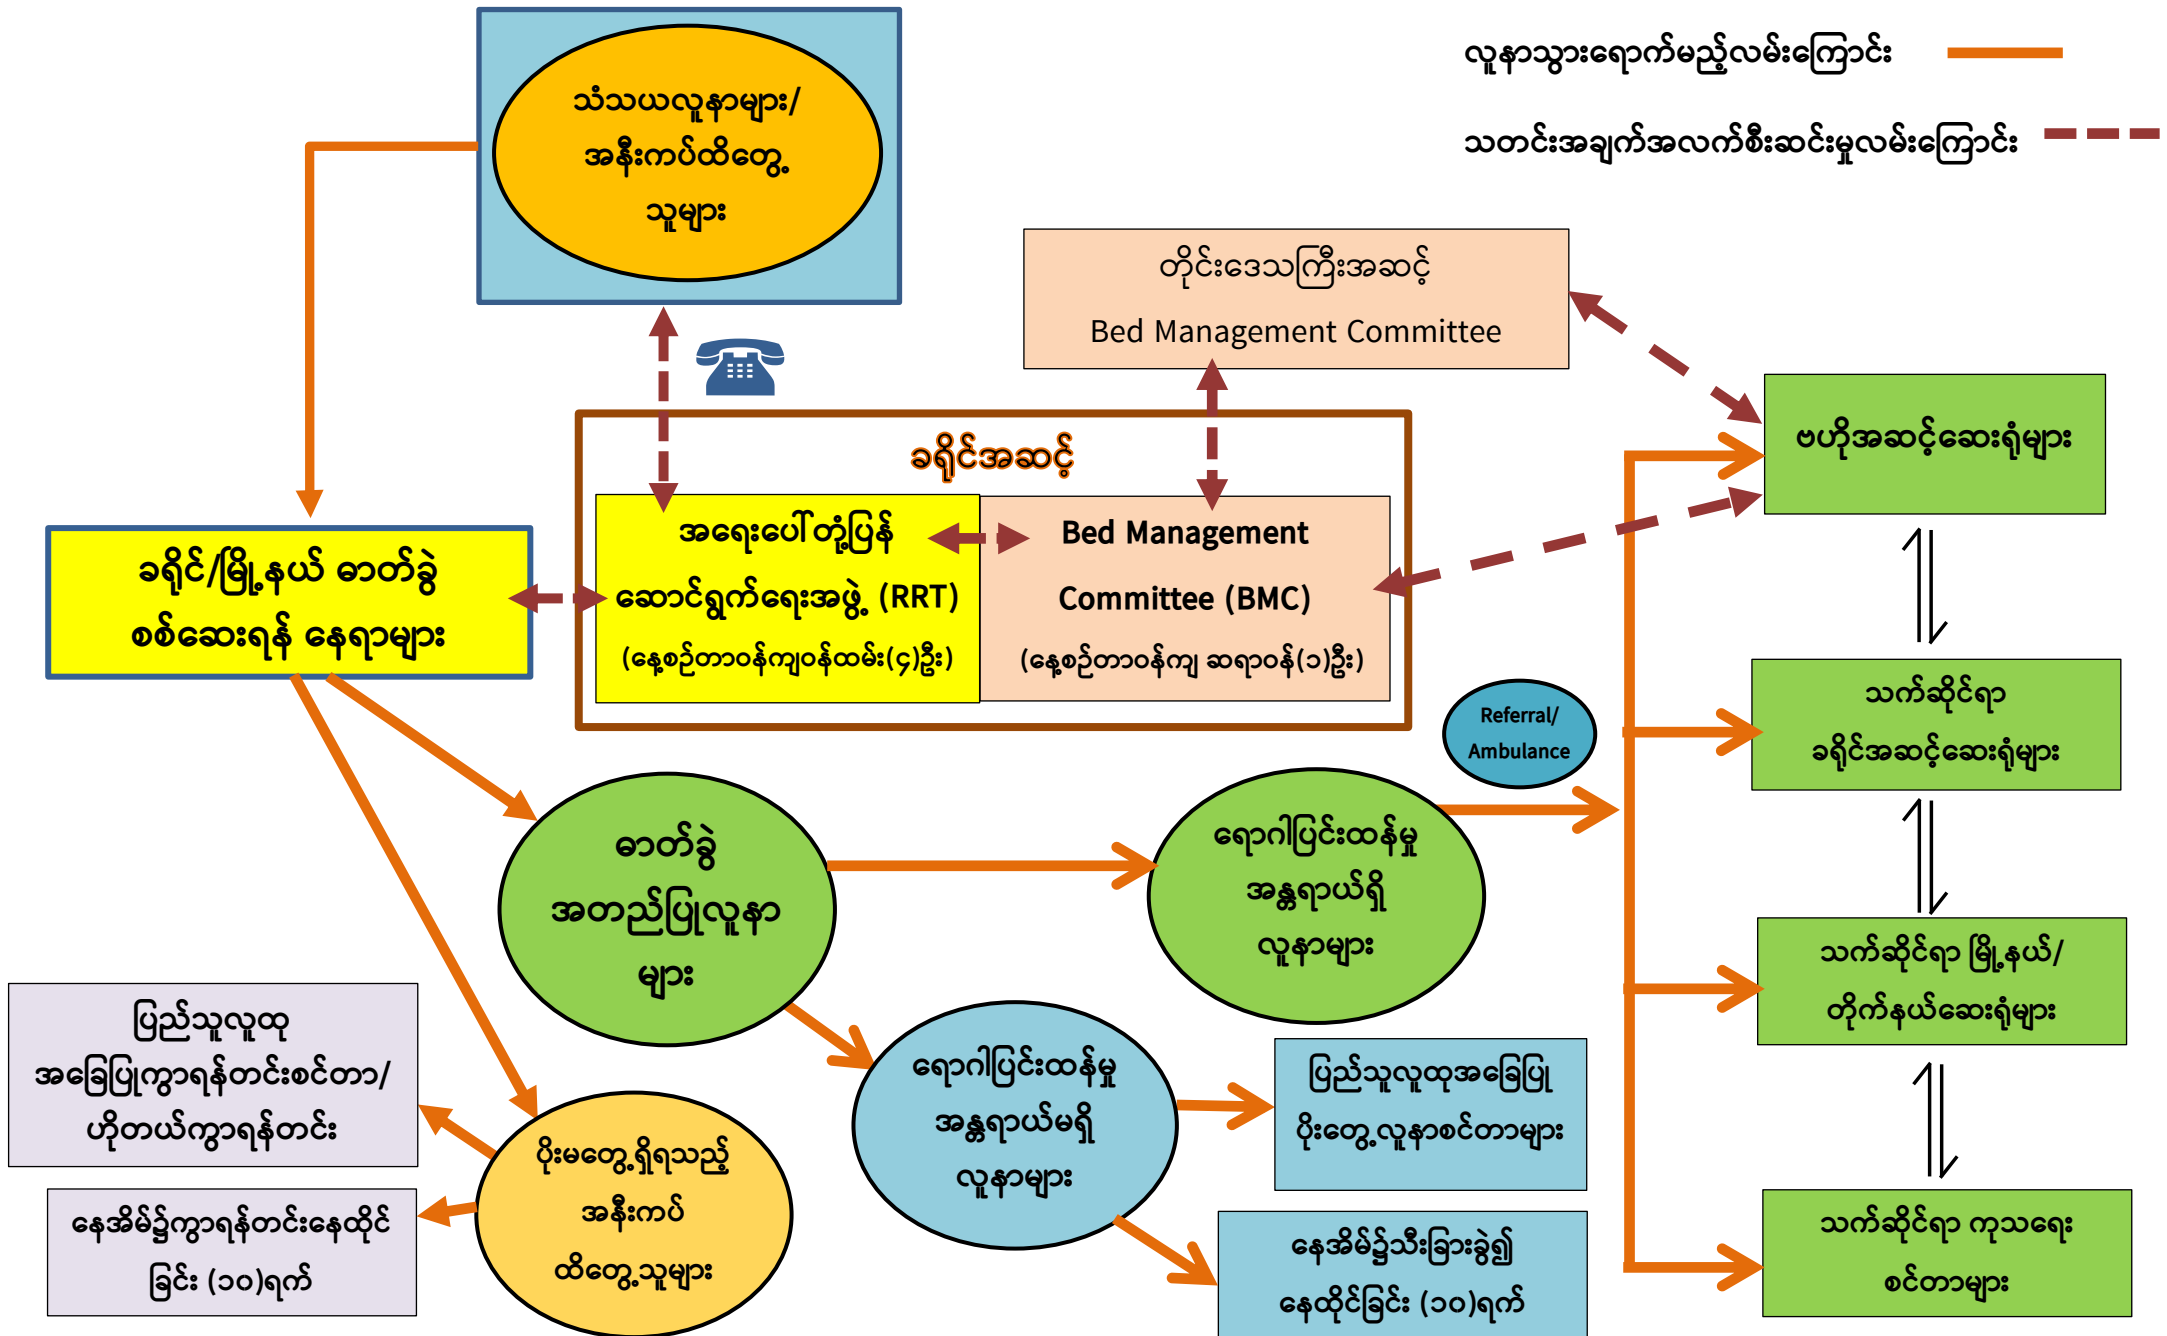 လူနာသွားရောက်မည့်လမ်းကြောင်း
သတင်းအချက်အလက်စီးဆင်းမှုလမ်းကြောင်း
သံသယလူနာများ/
အနီးကပ်ထိတွေ့
သူများ
တိုင်းဒေသကြီးအဆင့်
Bed Management Committee
ဗဟိုအဆင့်ဆေးရုံများ
ခရိုင်အဆင့်
အရေးပေါ်တုံ့ပြန်
ဆောင်ရွက်ရေးအဖွဲ့ (RRT)
(နေ့စဉ်တာဝန်ကျဝန်ထမ်း(၄)ဦး)
Bed Management
Committee (BMC)
(နေ့စဉ်တာဝန်ကျ ဆရာဝန်(၁)ဦး)
ခရိုင်/မြို့နယ် ဓာတ်ခွဲ
စစ်ဆေးရန် နေရာများ
သက်ဆိုင်ရာ
ခရိုင်အဆင့်ဆေးရုံများ
Referral/
Ambulance
ဓာတ်ခွဲ
အတည်ပြုလူနာ
များ
ရောဂါပြင်းထန်မှု
အန္တရာယ်ရှိ
လူနာများ
သက်ဆိုင်ရာ မြို့နယ်/
တိုက်နယ်ဆေးရုံများ
ပြည်သူလူထု
အခြေပြုကွာရန်တင်းစင်တာ/
ဟိုတယ်ကွာရန်တင်း
ရောဂါပြင်းထန်မှု
အန္တရာယ်မရှိ
လူနာများ
ပြည်သူလူထုအခြေပြု
ပိုးတွေ့လူနာစင်တာများ
ပိုးမတွေ့ရှိရသည့်
အနီးကပ်
ထိတွေ့သူများ
နေအိမ်၌ကွာရန်တင်းနေထိုင်
ခြင်း (၁၀)ရက်
နေအိမ်၌သီးခြားခွဲ၍
နေထိုင်ခြင်း (၁၀)ရက်
သက်ဆိုင်ရာ ကုသရေး
စင်တာများ